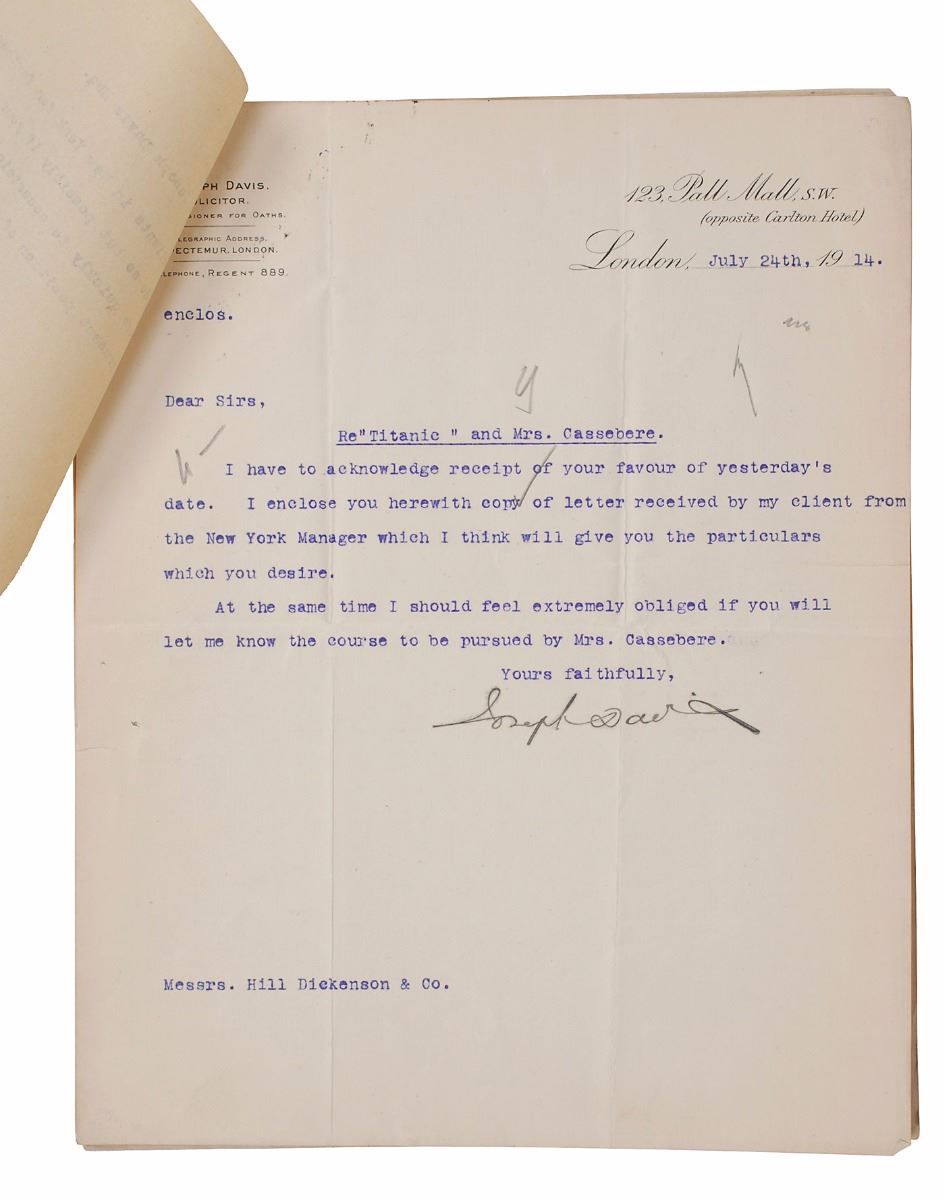 PH DAVIS.
LICITOR.
SIONER FOR OATHS.
LEGRAPHIC ADDRESS,
ECTEMUR, LONDON.
LEPHONE, REGENT 889.
123, Pall Mall, S.W.
(opposite Carlton Hotel)
London, July 24th, 19 14.
enclos.
Dear Sirs,
Re"Titanic " and Mrs. Cassebere.
I have to acknowledge receipt of your favour of yesterday's
date. I enclose you herewith copy of letter received by my client from
the New York Manager which I think will give you the particulars
which you desire.
At the same time I should feel extremely obliged if you will
let me know the course to be pursued by Mrs. Cassebere.
Yours faithfully,
Joseph Davis
Messrs. Hill Dickenson & Co.